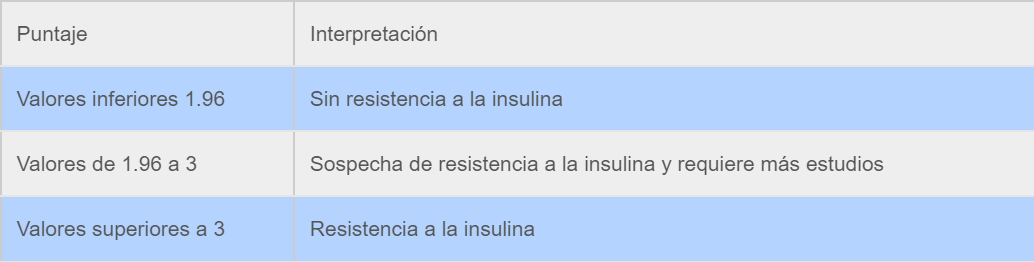 Puntaje Interpretación
Valores inferiores 1.96 Sin resistencia a la insulina
Valores de 1.96 a 3 Sospecha de resistencia a la insulina y requiere más estudios
Valores superiores a 3 Resistencia a la insulina